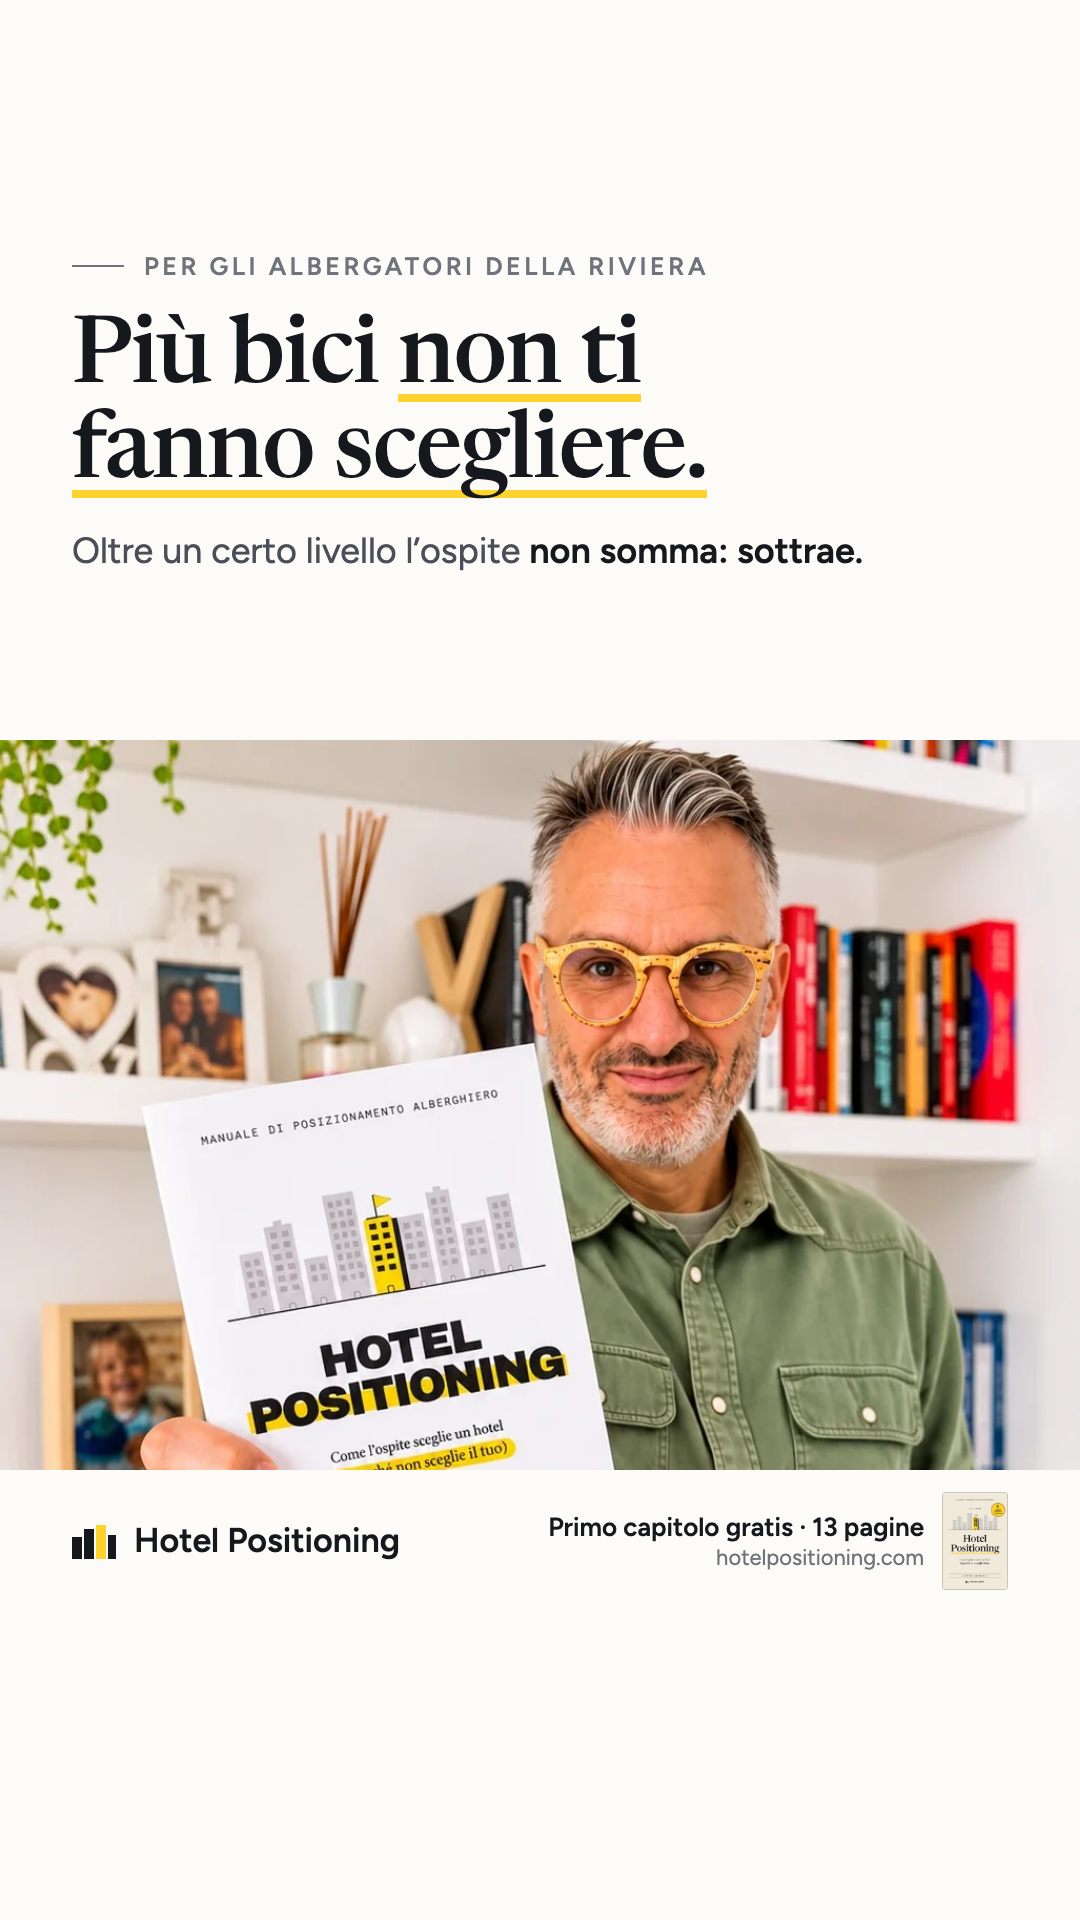 PER GLI ALBERGATORI DELLA RIVIERA
Più bici non ti
fanno scegliere.
Oltre un certo livello l’ospite non somma: sottrae.
MANUALE DI POSIZIONAMENTO ALBERGHIERO
HOTEL
POSITIONING
Come l'ospite sceglie un hotel
non sceglie il tuo)
Hotel Positioning
Primo capitolo gratis · 13 pagine
hotelpositioning.com
Hotel
Positioning